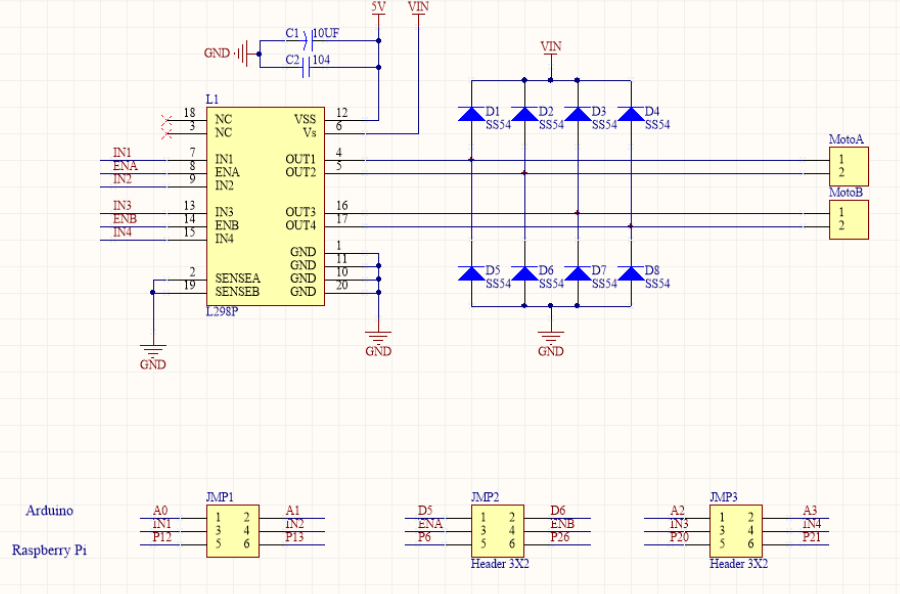 5V VIN
C1 10UF
GND
C2 104
VIN
L1
18 NC VSS 12
3 NC Vs 6
D1 D2 D3 D4
SS54 SS54 SS54 SS54
MotoA
IN1 7 IN1 OUT1 4 1
ENA 8 ENA OUT2 5 2
IN2 9 IN2
MotoB
IN3 13 IN3 OUT3 16 1
ENB 14 ENB OUT4 17 2
IN4 15 IN4
GND 1
GND 11
2 SENSEA GND 10
19 SENSEB GND 20
D5 D6 D7 D8
SS54 SS54 SS54 SS54
L298P
GND GND GND
JMP1 JMP2 JMP3
Arduino A0 1 2 A1 D5 1 2 D6 A2 1 2 A3
IN1 3 4 IN2 ENA 3 4 ENB IN3 3 4 IN4
Raspberry Pi P12 5 6 P13 P6 5 6 P26 P20 5 6 P21
Header 3X2 Header 3X2